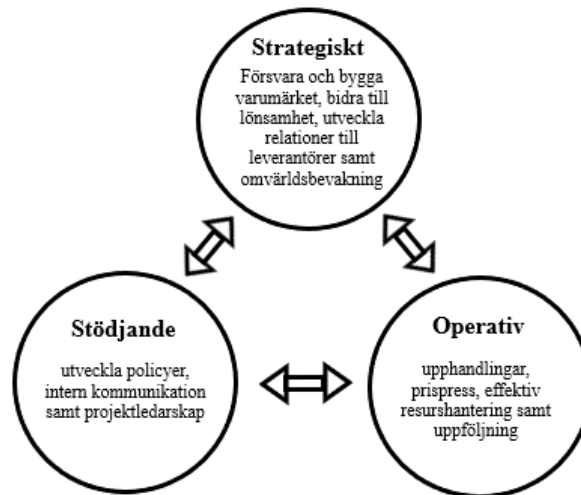 Strategiskt
Försvara och bygga
varumärket, bidra till
lönsamhet, utveckla
relationer till
leverantörer samt
omvärldsbevakning
Stödjande
utveckla policyer,
intern kommunikation
samt projektledarskap
Operativ
upphandlingar,
prispress, effektiv
resurshantering samt
uppföljning